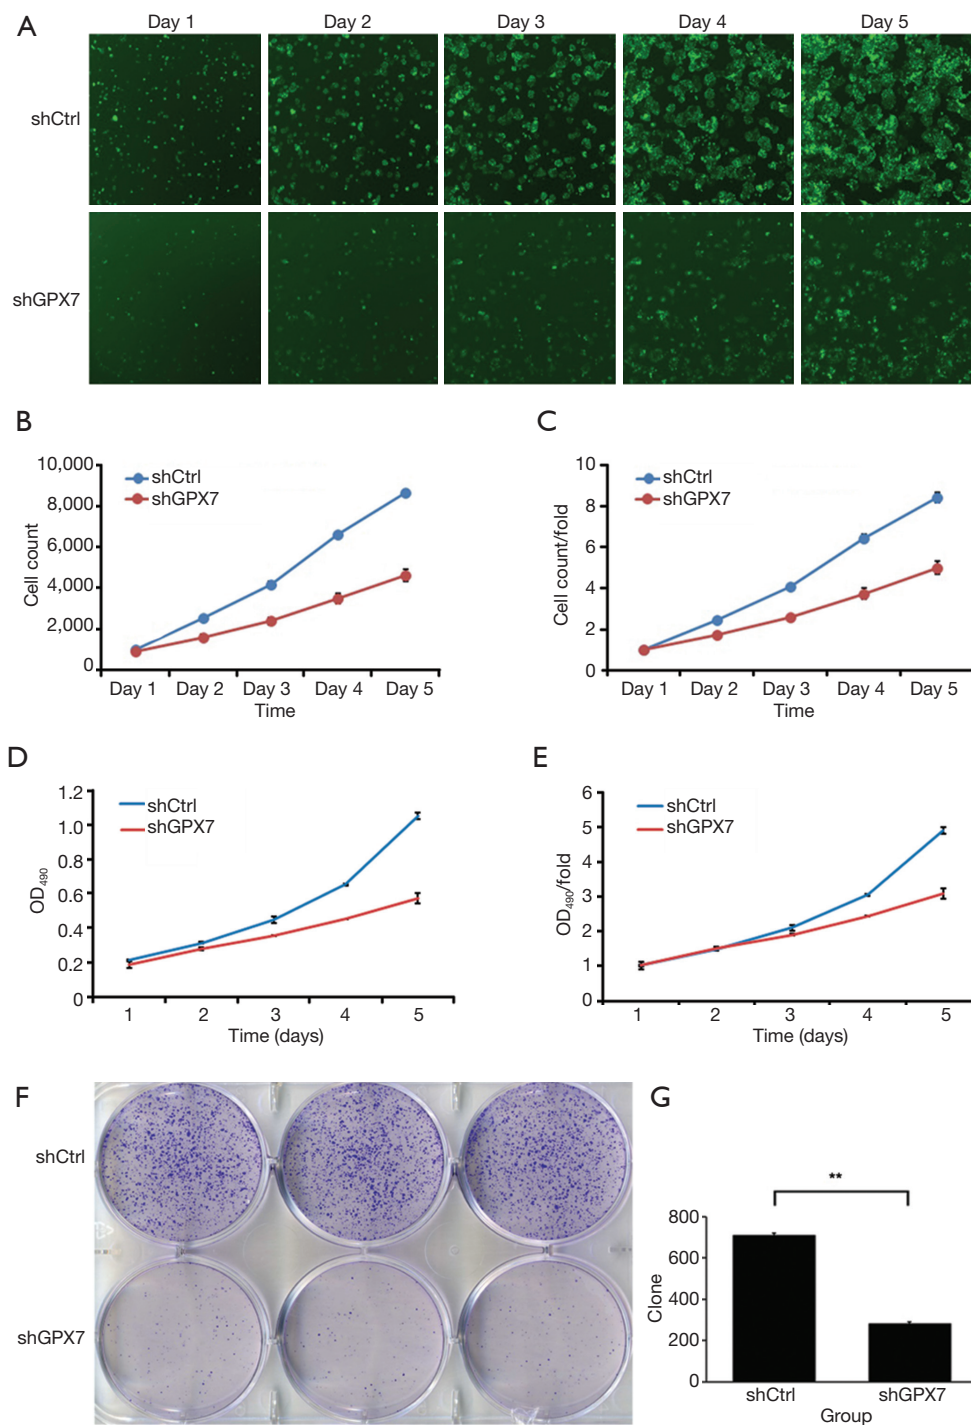 A
Day 1 Day 2 Day 3 Day 4 Day 5
shCtrl
shGPX7
B
10,000
8,000
6,000
4,000
2,000
0
Cell count
shCtrl
shGPX7
Day 1 Day 2 Day 3 Day 4 Day 5
Time
C
10
8
6
4
2
0
Cell count/fold
shCtrl
shGPX7
Day 1 Day 2 Day 3 Day 4 Day 5
Time
D
1.2
1.0
0.8
0.6
0.4
0.2
0
OD490
shCtrl
shGPX7
1 2 3 4 5
Time (days)
E
6
5
4
3
2
1
0
OD490/fold
shCtrl
shGPX7
1 2 3 4 5
Time (days)
F
shCtrl
shGPX7
G
**
800
600
400
200
0
Clone
shCtrl shGPX7
Group